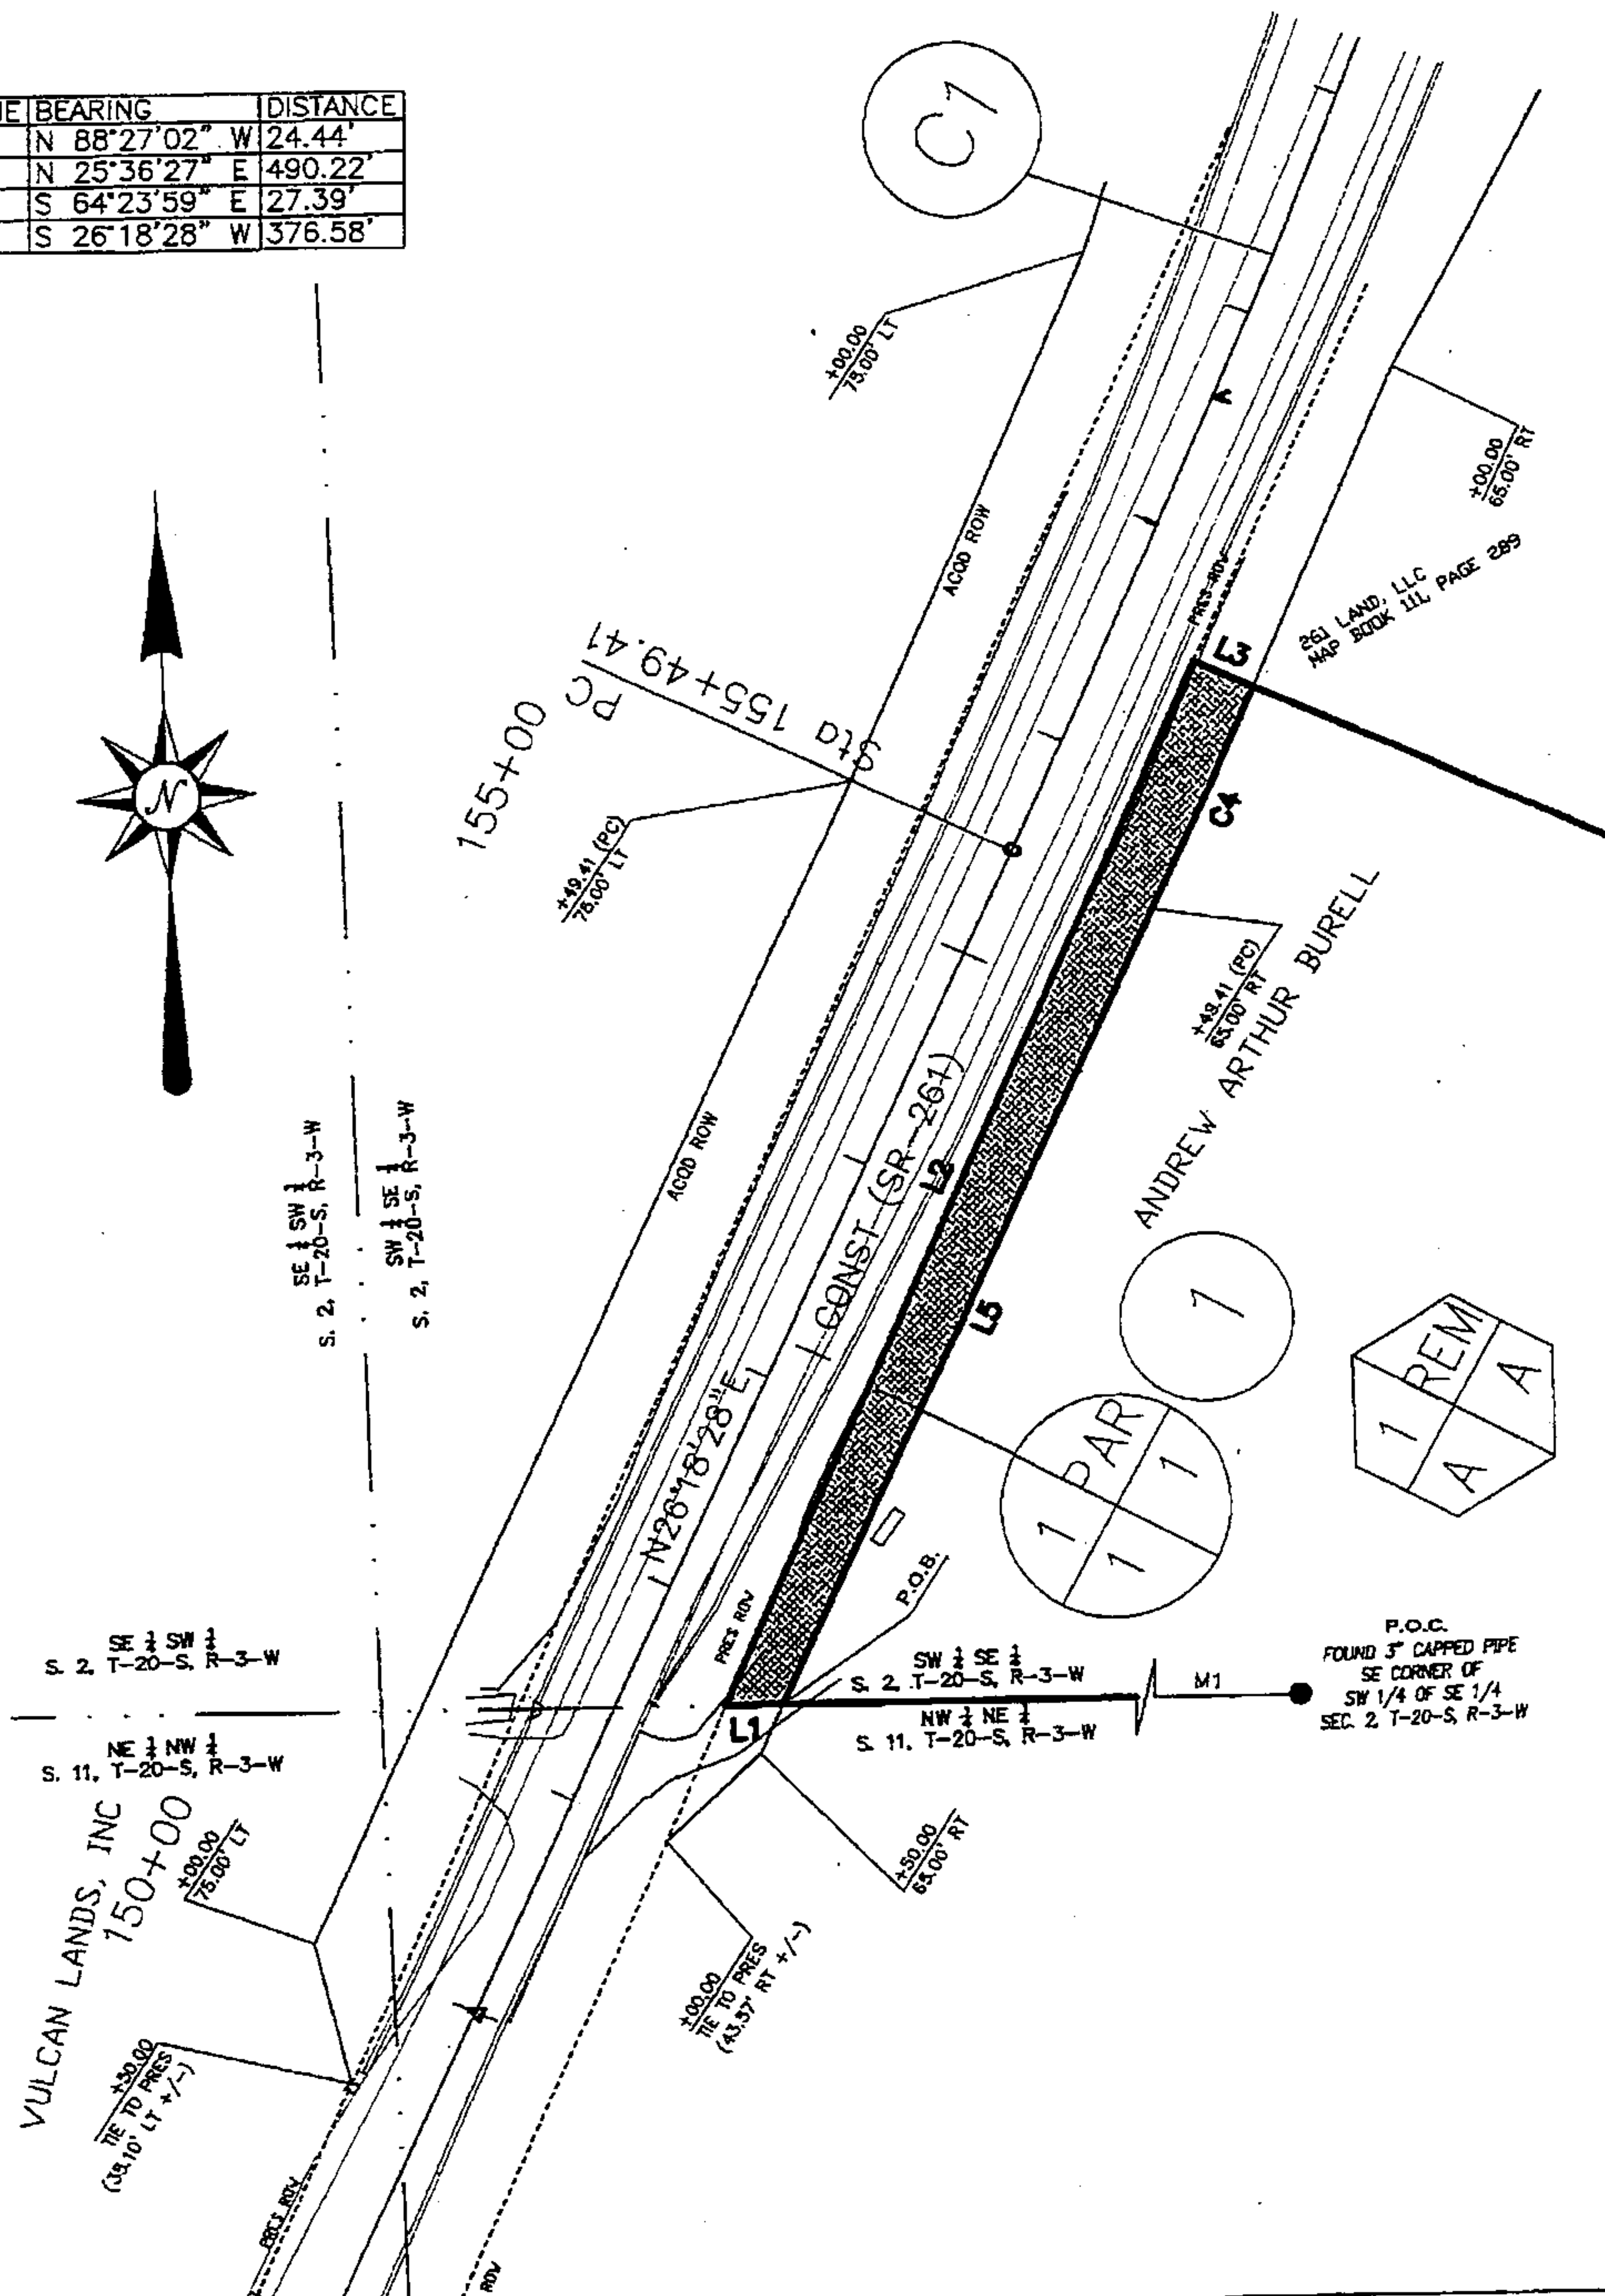 BEARING DISTANCE
N 88°27'02" W 24.44'
N 25°36'27" E 490.22'
S 64°23'59" E 27.39'
S 26°18'28" W 376.58'
C1
+00.00
75.00' LT
+00.00
65.00' RT
ACQD ROW
PRES ROW
261 LAND, LLC
MAP BOOK 111, PAGE 289
L3
PC
Sta 155+49.41
155+00
N
C4
+49.41 (PC)
75.00' LT
+49.41 (PC)
65.00' RT
ANDREW ARTHUR BURELL
ACQD ROW
CONST (SR-261)
L2
L5
SE 1/4 SW 1/4
S. 2, T-20-S, R-3-W
SW 1/4 SE 1/4
S. 2, T-20-S, R-3-W
1
1 PAR
1 1
1 REM
A A
N26°18'28"E
PRES ROW
P.O.B.
SE 1/4 SW 1/4
S. 2, T-20-S, R-3-W
SW 1/4 SE 1/4
S. 2, T-20-S, R-3-W
M1
P.O.C.
FOUND 3" CAPPED PIPE
SE CORNER OF
SW 1/4 OF SE 1/4
SEC. 2, T-20-S, R-3-W
L1
NW 1/4 NE 1/4
S. 11, T-20-S, R-3-W
NE 1/4 NW 1/4
S. 11, T-20-S, R-3-W
VULCAN LANDS, INC
150+00
+00.00
75.00' LT
+50.00
65.00' RT
+00.00
TIE TO PRES
(43.57' RT +/-)
+50.00
TIE TO PRES
(39.10' LT +/-)
PRES ROW
ROW